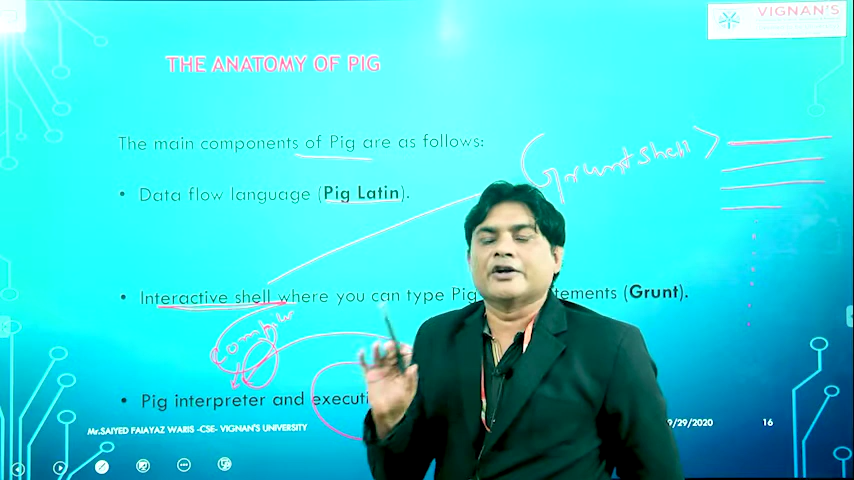 VIGNAN'S
THE ANATOMY OF PIG
The main components of Pig are as follows:
Grunt shell >
• Data flow language (Pig Latin).
• Interactive shell where you can type Pig tements (Grunt).
• Pig interpreter and executi
Mr.SAIYED FAIAYAZ WARIS -CSE- VIGNAN'S UNIVERSITY
9/29/2020
16